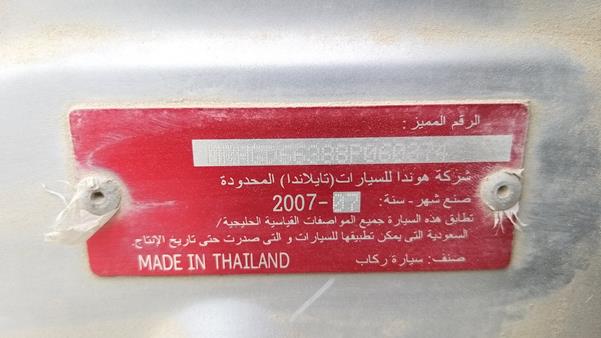 الرقم المميز :
شركة هوندا للسيارات (تايلاندا) المحدودة
صنع شهر - سنة : 2007-
تطابق هذه السيارة جميع المواصفات القياسية الخليجية/
السعودية التى يمكن تطبيقها للسيارات و التى صدرت حتى تاريخ الإنتاج.
صنف: سيارة ركاب MADE IN THAILAND